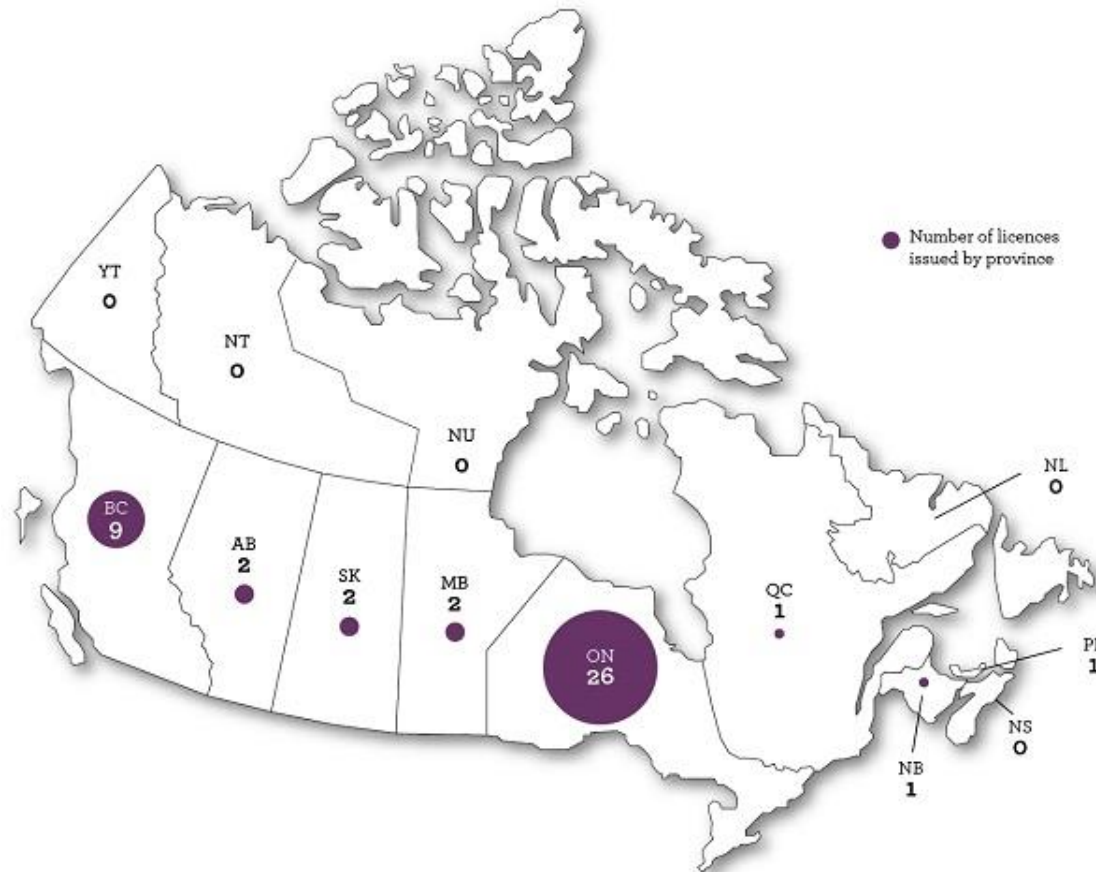 Number of licences
issued by province
YT
0
NT
0
NU
0
NL
0
BC
9
AB
2
SK
2
MB
2
ON
26
QC
1
1
NS
0
NB
1